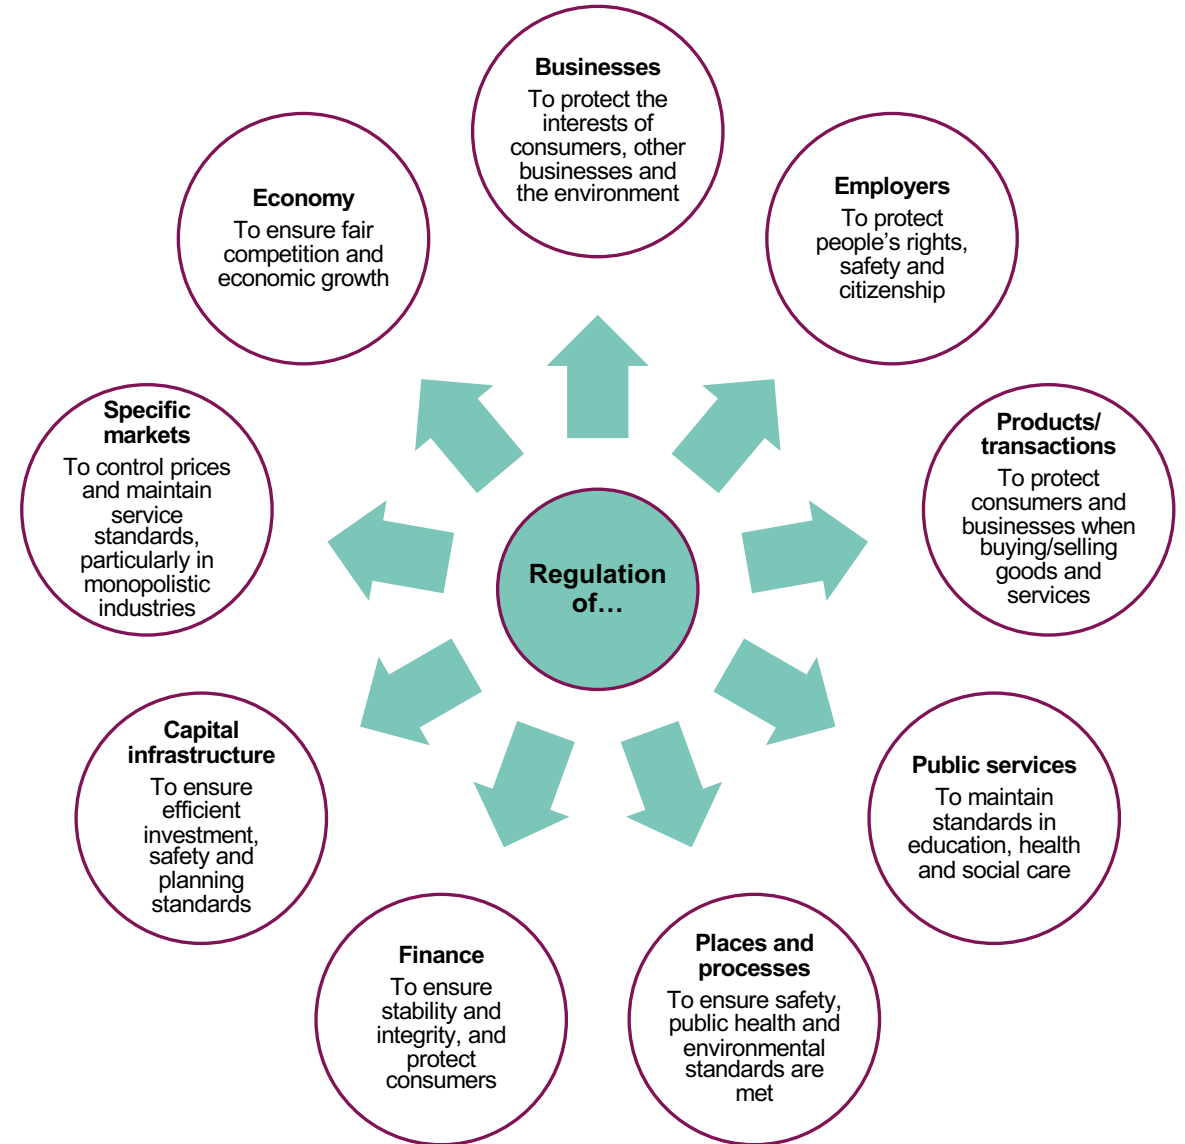 Businesses
To protect the
interests of
consumers, other
businesses and
the environment
Employers
To protect
people’s rights,
safety and
citizenship
Products/
transactions
To protect
consumers and
businesses when
buying/selling
goods and
services
Public services
To maintain
standards in
education, health
and social care
Places and
processes
To ensure safety,
public health and
environmental
standards are
met
Finance
To ensure
stability and
integrity, and
protect
consumers
Capital
infrastructure
To ensure
efficient
investment,
safety and
planning
standards
Specific
markets
To control prices
and maintain
service
standards,
particularly in
monopolistic
industries
Economy
To ensure fair
competition and
economic growth
Regulation
of…